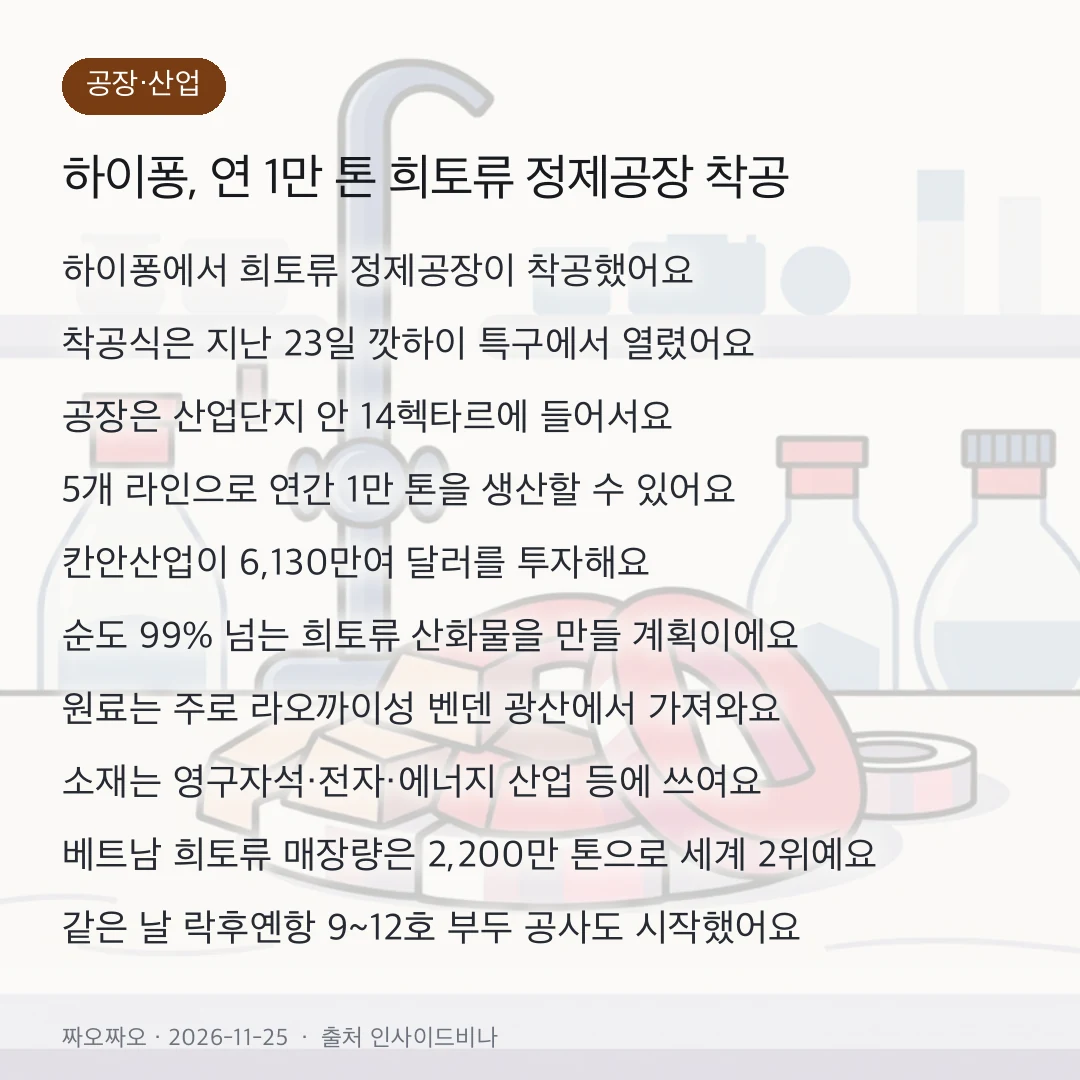 공장·산업
하이퐁, 연 1만 톤 희토류 정제공장 착공
하이퐁에서 희토류 정제공장이 착공했어요
착공식은 지난 23일 깟하이 특구에서 열렸어요
공장은 산업단지 안 14헥타르에 들어서요
5개 라인으로 연간 1만 톤을 생산할 수 있어요
칸안산업이 6,130만여 달러를 투자해요
순도 99% 넘는 희토류 산화물을 만들 계획이에요
원료는 주로 라오까이성 벤덴 광산에서 가져와요
소재는 영구자석·전자·에너지 산업 등에 쓰여요
베트남 희토류 매장량은 2,200만 톤으로 세계 2위예요
같은 날 락후옌항 9~12호 부두 공사도 시작했어요
짜오짜오 · 2026-11-25 · 출처 인사이드비나